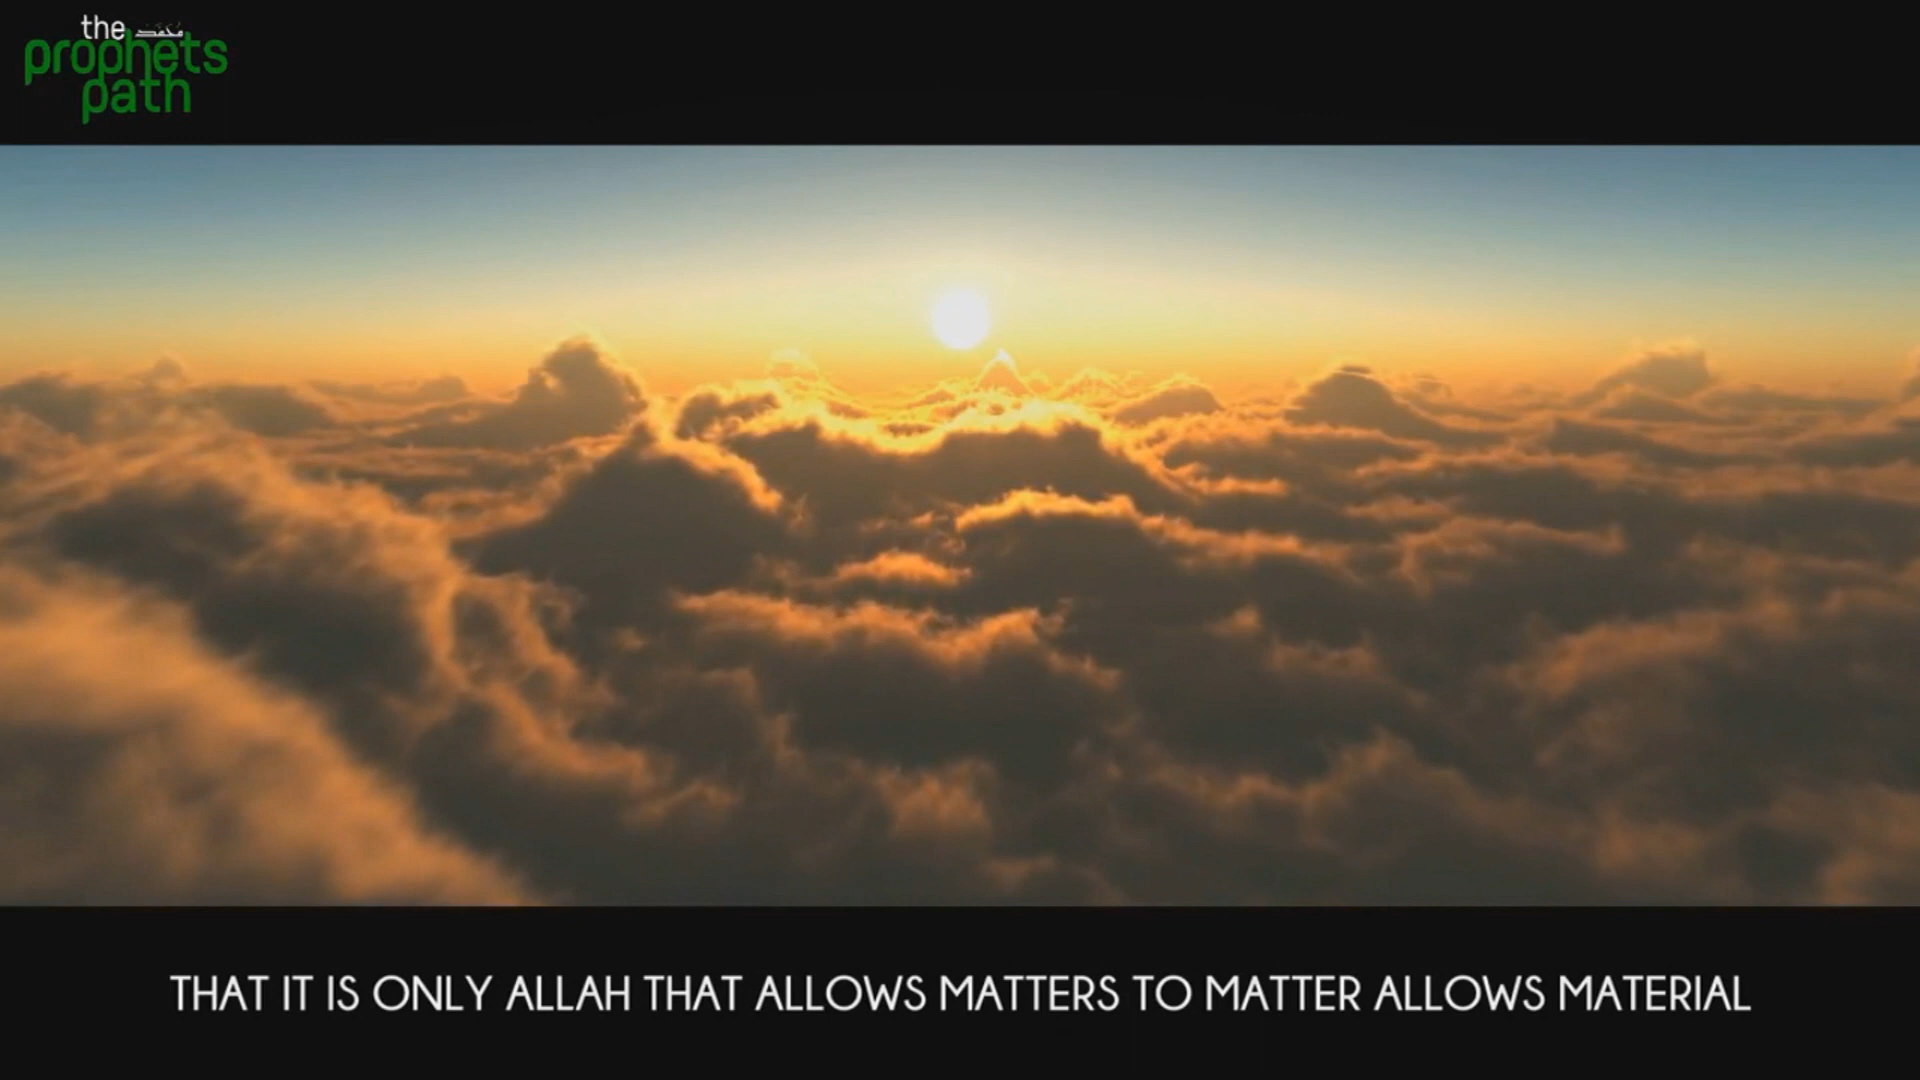 the مُحَمَّد
prophets
path
THAT IT IS ONLY ALLAH THAT ALLOWS MATTERS TO MATTER ALLOWS MATERIAL